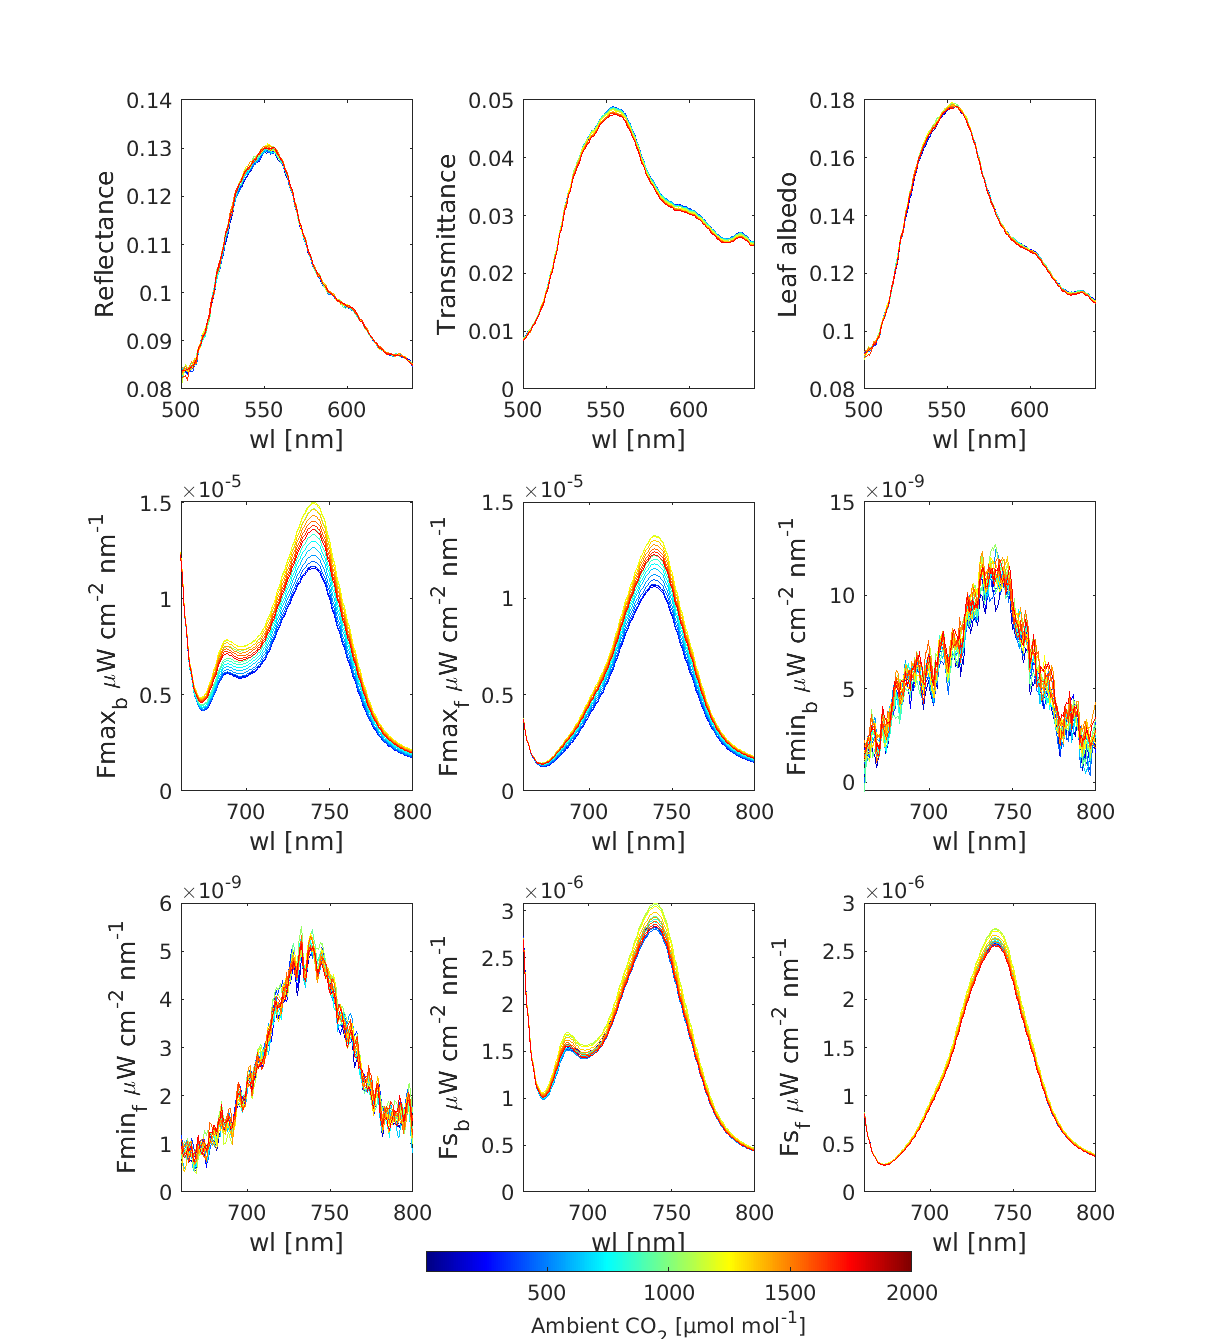 0.14
0.13
0.12
0.11
0.1
0.09
0.08
Reflectance
500 550 600
wl [nm]
0.05
0.04
0.03
0.02
0.01
0
Transmittance
500 550 600
wl [nm]
0.18
0.16
0.14
0.12
0.1
0.08
Leaf albedo
500 550 600
wl [nm]
×10-5
1.5
1
0.5
0
Fmaxb μW cm-2 nm-1
700 750 800
wl [nm]
×10-5
1.5
1
0.5
0
Fmaxf μW cm-2 nm-1
700 750 800
wl [nm]
×10-9
15
10
5
0
Fminb μW cm-2 nm-1
700 750 800
wl [nm]
×10-9
6
5
4
3
2
1
0
Fminf μW cm-2 nm-1
700 750 800
wl [nm]
×10-6
3
2.5
2
1.5
1
0.5
0
Fsb μW cm-2 nm-1
700 750 800
wl [nm]
×10-6
3
2.5
2
1.5
1
0.5
0
Fsf μW cm-2 nm-1
700 750 800
wl [nm]
500 1000 1500 2000
Ambient CO2 [μmol mol-1]